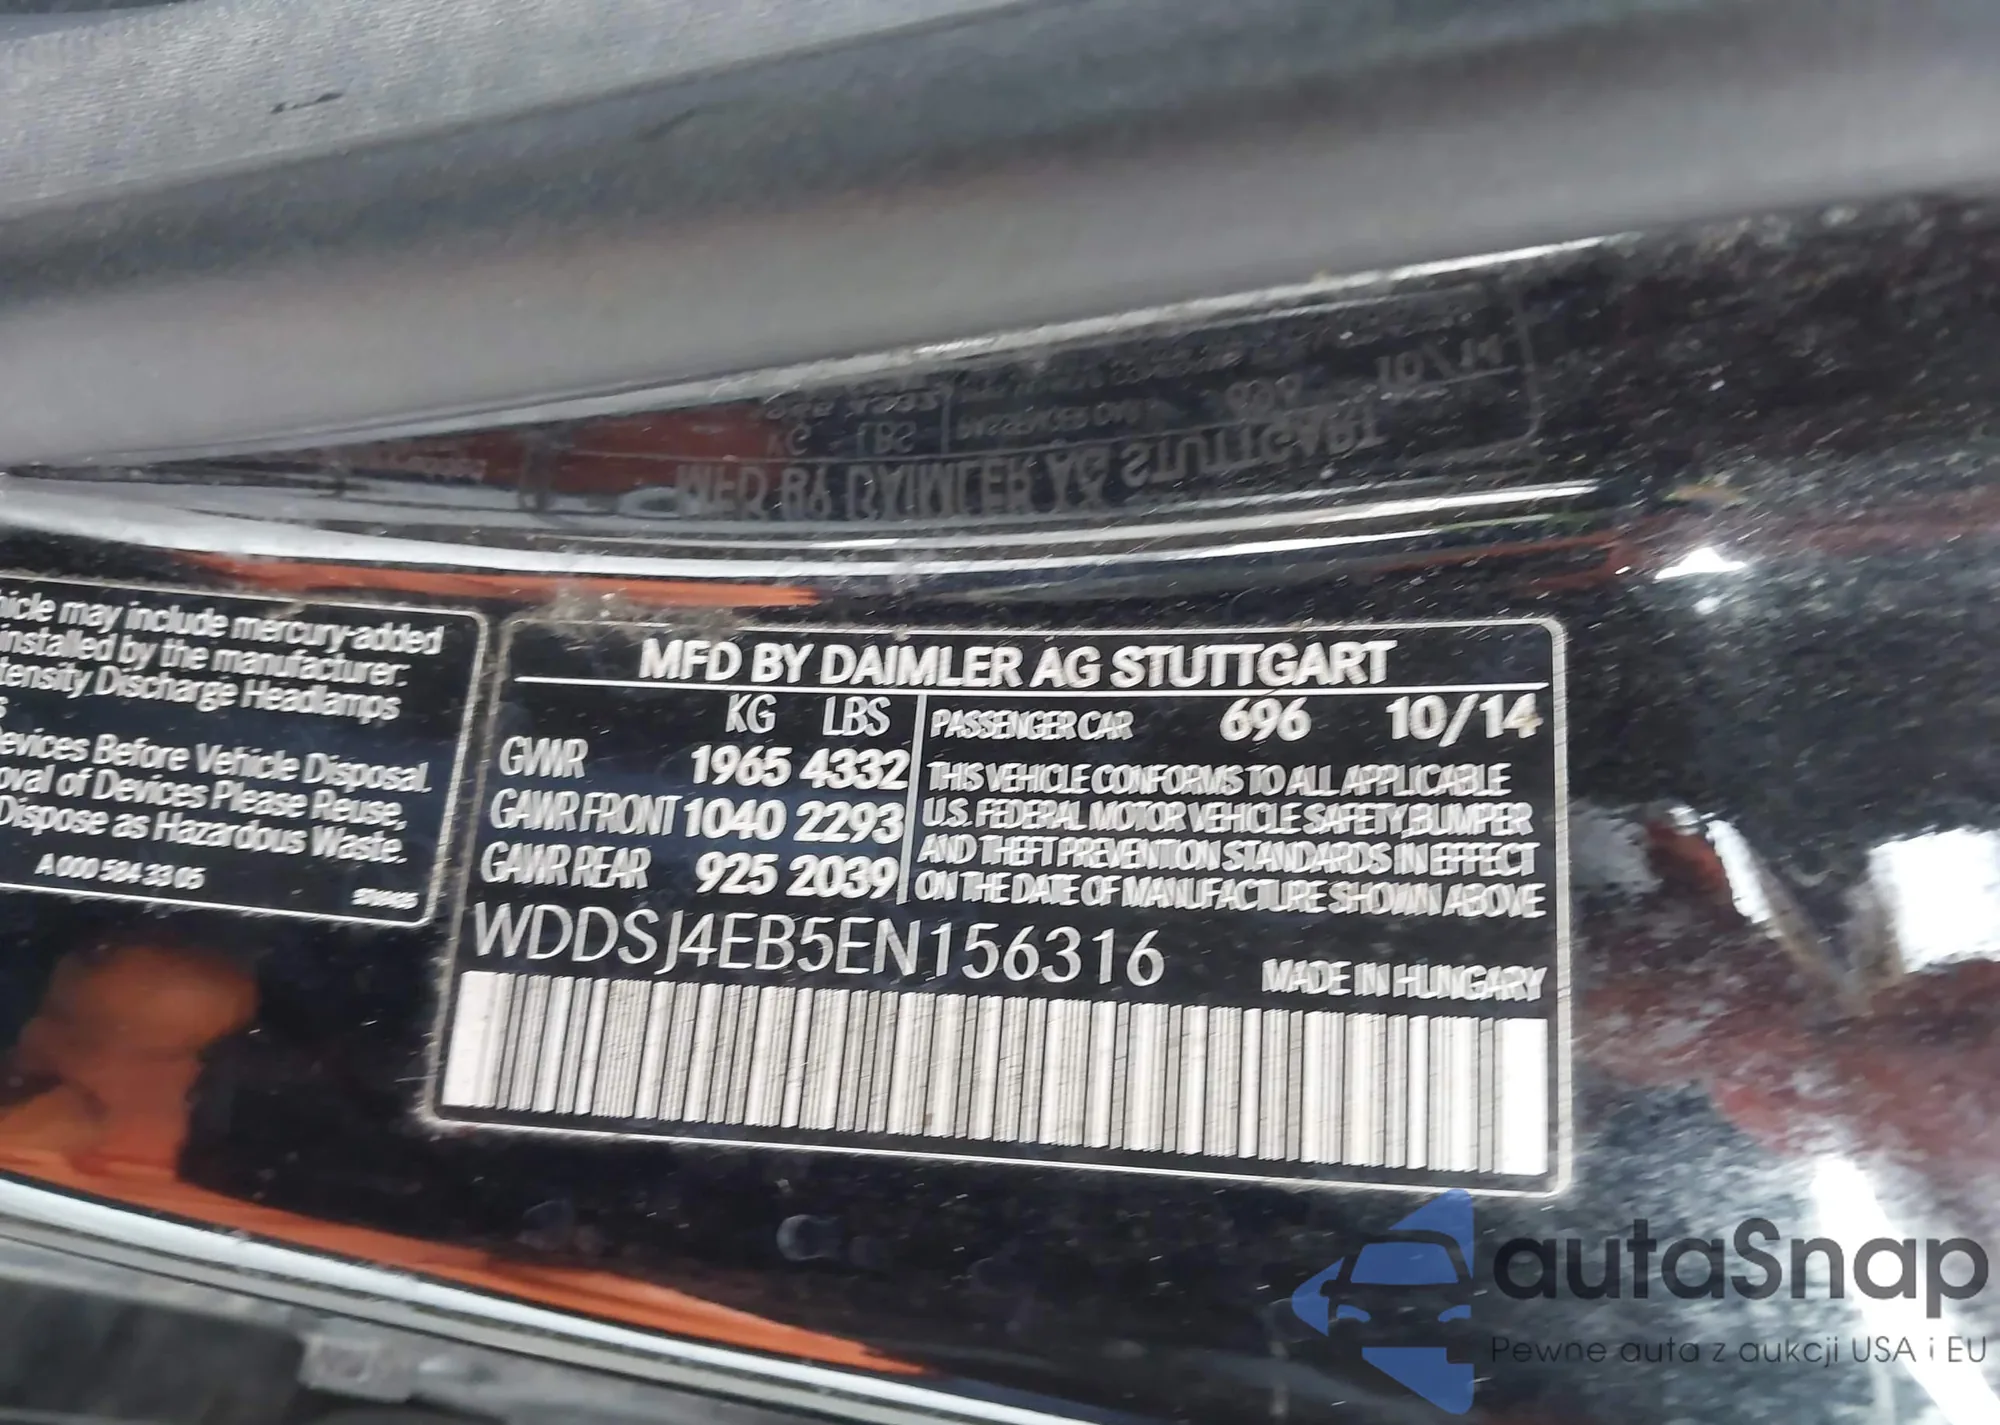 hicle may include mercury-added
installed by the manufacturer:
tensity Discharge Headlamps
s
evices Before Vehicle Disposal.
oval of Devices Please Reuse,
Dispose as Hazardous Waste.
A 000 584 33 05
MFD BY DAIMLER AG STUTTGART
KG LBS
GVWR 1965 4332
GAWR FRONT 1040 2293
GAWR REAR 925 2039
PASSENGER CAR 696 10/14
THIS VEHICLE CONFORMS TO ALL APPLICABLE
U.S. FEDERAL MOTOR VEHICLE SAFETY,BUMPER
AND THEFT PREVENTION STANDARDS IN EFFECT
ON THE DATE OF MANUFACTURE SHOWN ABOVE
WDDSJ4EB5EN156316
MADE IN HUNGARY
autaSnap
Pewne auta z aukcji USA i EU